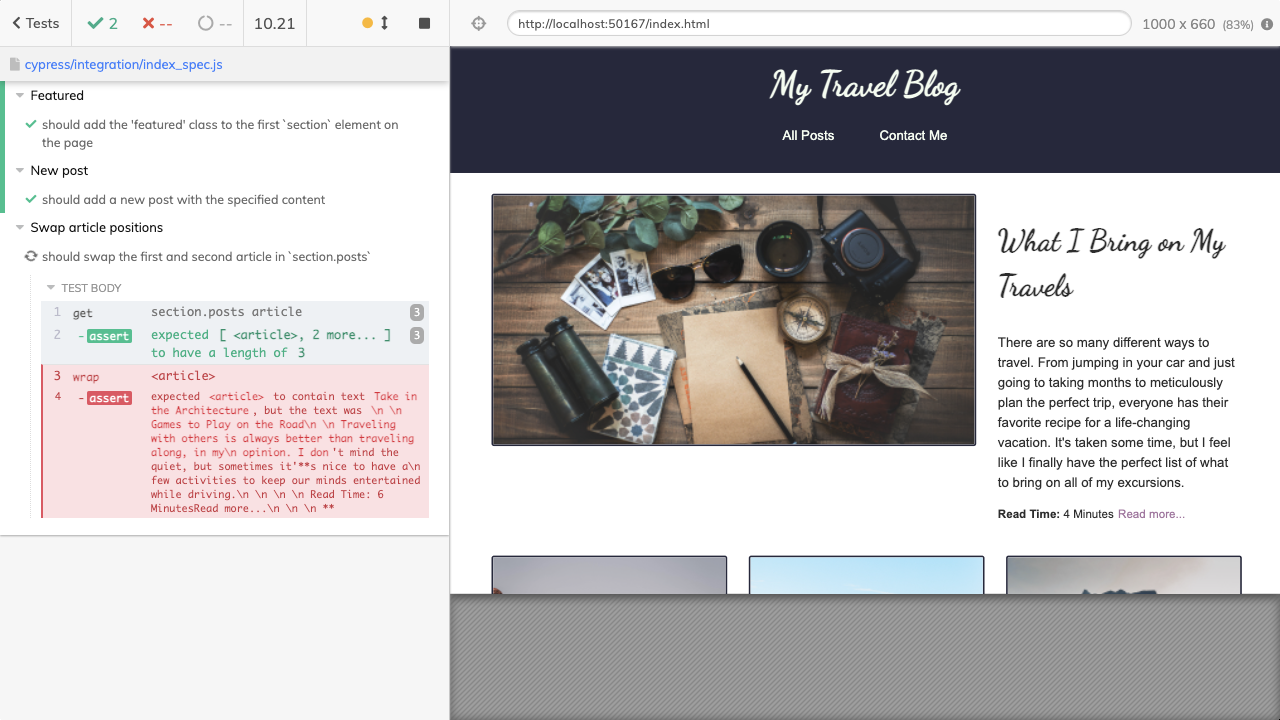 Tests
2
--
--
10.21
http://localhost:50167/index.html
1000 x 660 (83%)
cypress/integration/index_spec.js
Featured
should add the 'featured' class to the first `section` element on
the page
New post
should add a new post with the specified content
Swap article positions
should swap the first and second article in `section.posts`
TEST BODY
1 get section.posts article 3
2 -assert expected [ <article>, 2 more... ] 3
to have a length of 3
3 wrap <article>
4 -assert expected <article> to contain text Take in
the Architecture, but the text was \n \n
Games to Play on the Road\n \n Traveling
with others is always better than traveling
along, in my\n opinion. I don't mind the
quiet, but sometimes it'**s nice to have a\n
few activities to keep our minds entertained
while driving.\n \n \n \n Read Time: 6
MinutesRead more...\n \n \n **
My Travel Blog
All Posts
Contact Me
What I Bring on My
Travels
There are so many different ways to
travel. From jumping in your car and just
going to taking months to meticulously
plan the perfect trip, everyone has their
favorite recipe for a life-changing
vacation. It's taken some time, but I feel
like I finally have the perfect list of what
to bring on all of my excursions.
Read Time: 4 Minutes Read more...